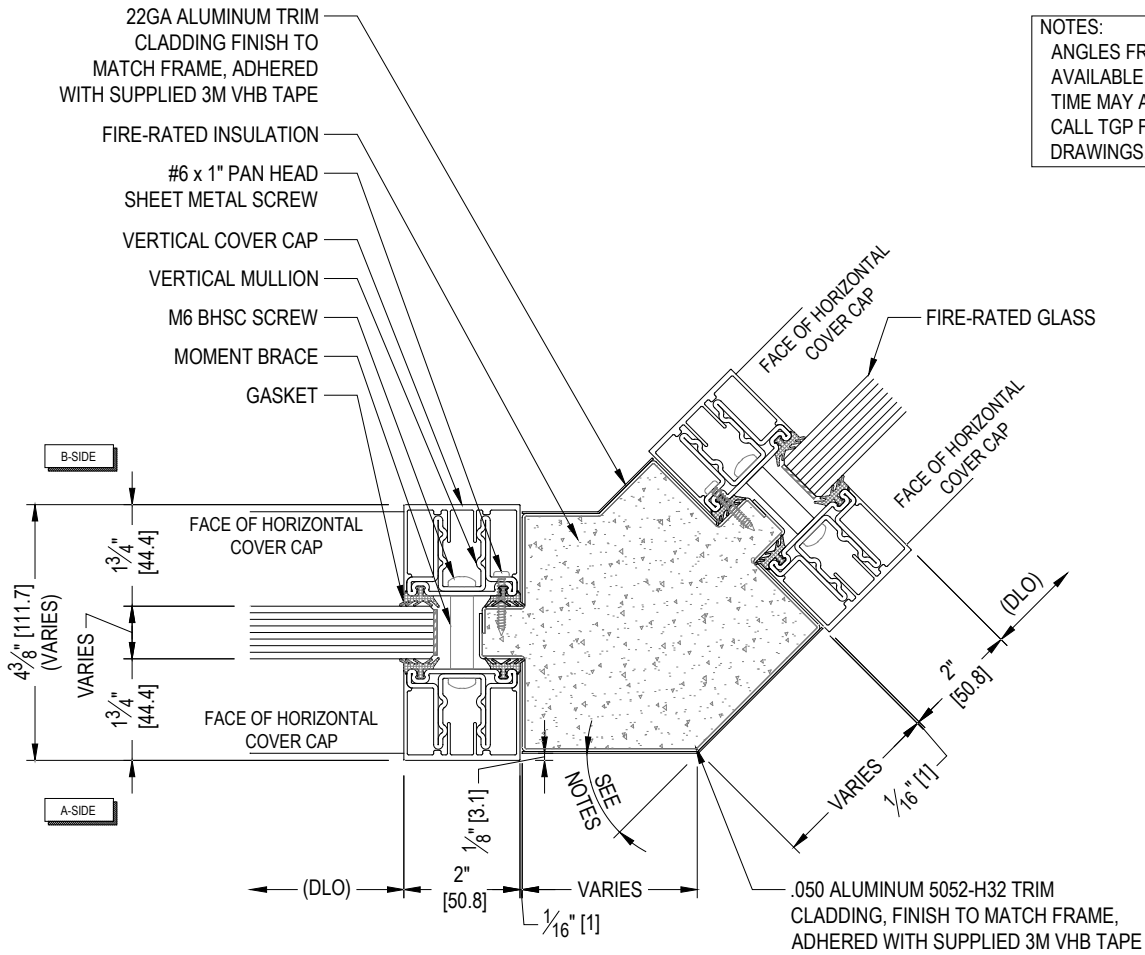 22GA ALUMINUM TRIM
CLADDING FINISH TO
MATCH FRAME, ADHERED
WITH SUPPLIED 3M VHB TAPE
FIRE-RATED INSULATION
#6 x 1" PAN HEAD
SHEET METAL SCREW
VERTICAL COVER CAP
VERTICAL MULLION
M6 BHSC SCREW
MOMENT BRACE
GASKET
NOTES:
ANGLES FR
AVAILABLE
TIME MAY A
CALL TGP F
DRAWINGS
FACE OF HORIZONTAL
COVER CAP
FIRE-RATED GLASS
FACE OF HORIZONTAL
COVER CAP
B-SIDE
FACE OF HORIZONTAL
COVER CAP
1 3/4"
[44.4]
4 3/8" [111.7]
(VARIES)
VARIES
1 3/4"
[44.4]
FACE OF HORIZONTAL
COVER CAP
A-SIDE
(DLO)
2"
[50.8]
1/8" [3.1]
1/16" [1]
VARIES
SEE
NOTES
(DLO)
2"
[50.8]
1/16" [1]
VARIES
.050 ALUMINUM 5052-H32 TRIM
CLADDING, FINISH TO MATCH FRAME,
ADHERED WITH SUPPLIED 3M VHB TAPE